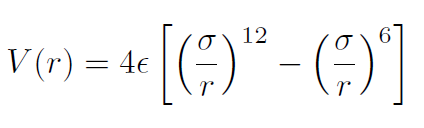 V(r) = 4ϵ [ (σ/r)^12 − (σ/r)^6 ]